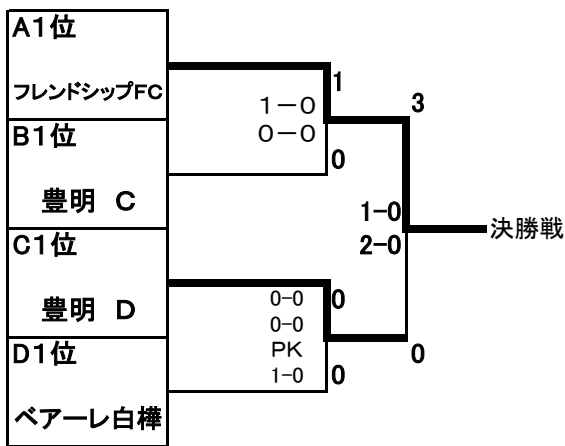 A1位
フレンドシップFC
B1位
豊明 C
C1位
豊明 D
D1位
ベアーレ白樺
1
1－0
0－0
0
0
0-0
0-0
PK
1-0
0
3
1-0
2-0
0
決勝戦